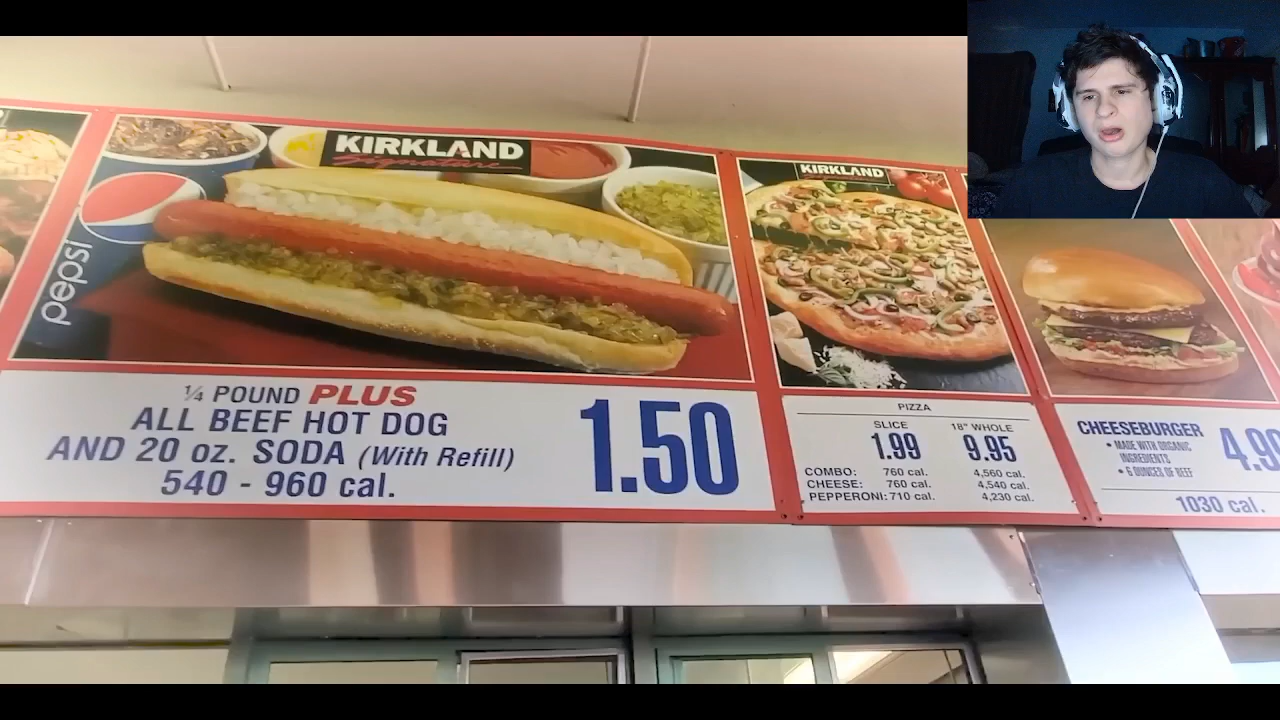 KIRKLAND
Signature
pepsi
1/4 POUND PLUS
ALL BEEF HOT DOG
AND 20 oz. SODA (With Refill)
540 - 960 cal.
1.50
KIRKLAND
Signature
PIZZA
SLICE 18" WHOLE
1.99 9.95
COMBO: 760 cal. 4,560 cal.
CHEESE: 760 cal. 4,540 cal.
PEPPERONI: 710 cal. 4,230 cal.
CHEESEBURGER
• MADE WITH ORGANIC
INGREDIENTS
• 6 OUNCES OF BEEF
4.99
1030 cal.